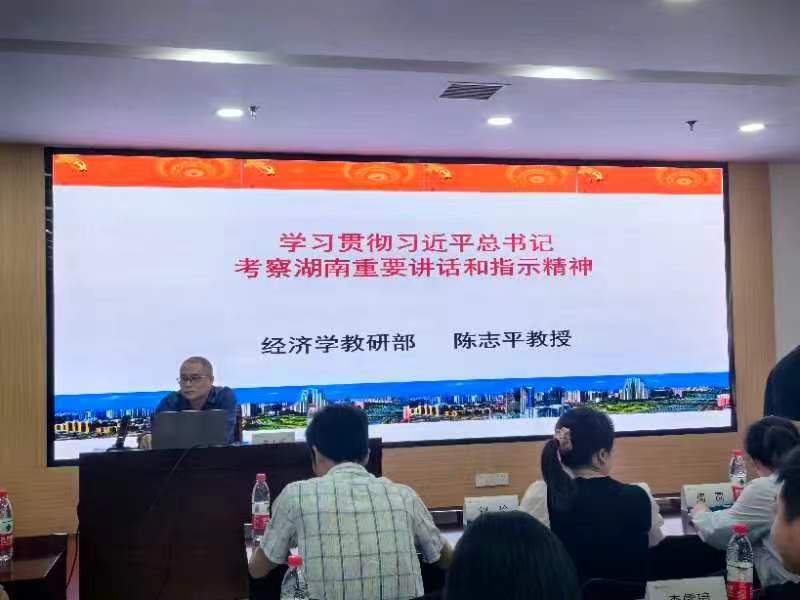 学习贯彻习近平总书记
考察湖南重要讲话和指示精神
经济学教研部 陈志平教授